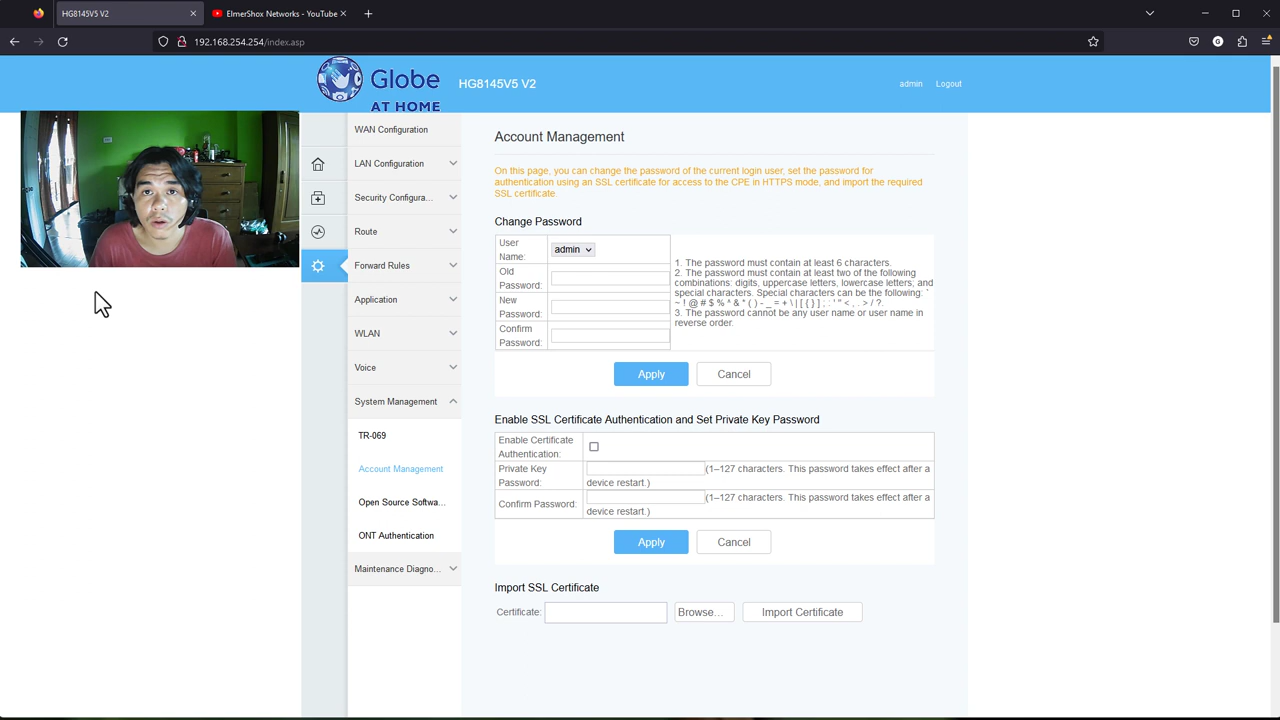 HG8145V5 V2
ElmerShox Networks - YouTube
192.168.254.254/index.asp
Globe
AT HOME
HG8145V5 V2
admin
Logout
WAN Configuration
LAN Configuration
Security Configura...
Route
Forward Rules
Application
WLAN
Voice
System Management
TR-069
Account Management
Open Source Softwa...
ONT Authentication
Maintenance Diagno...
Account Management
On this page, you can change the password of the current login user, set the password for
authentication using an SSL certificate for access to the CPE in HTTPS mode, and import the required
SSL certificate.
Change Password
User
Name:
admin
Old
Password:
New
Password:
Confirm
Password:
1. The password must contain at least 6 characters.
2. The password must contain at least two of the following
combinations: digits, uppercase letters, lowercase letters, and
special characters. Special characters can be the following: `
~ ! @ # $ % ^ & * ( ) - _ = + \ | [ { } ] ; : ' " < , . > / ?.
3. The password cannot be any user name or user name in
reverse order.
Apply
Cancel
Enable SSL Certificate Authentication and Set Private Key Password
Enable Certificate
Authentication:
Private Key
Password:
(1–127 characters. This password takes effect after a
device restart.)
Confirm Password:
(1–127 characters. This password takes effect after a
device restart.)
Apply
Cancel
Import SSL Certificate
Certificate:
Browse...
Import Certificate